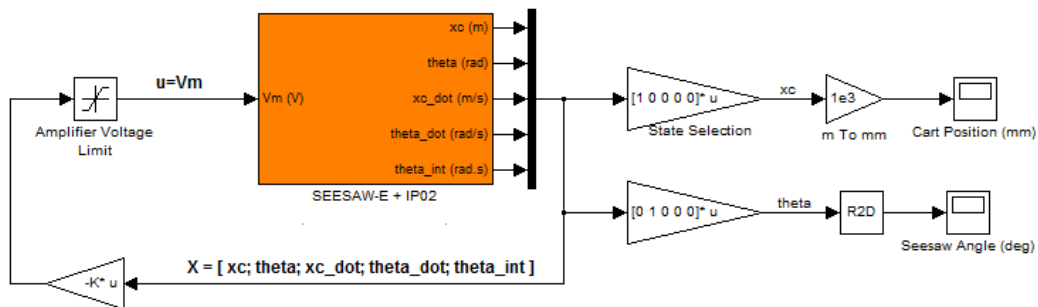 xc (m)
theta (rad)
u=Vm
Vm (V)
xc_dot (m/s)
theta_dot (rad/s)
theta_int (rad.s)
SEESAW-E + IP02
Amplifier Voltage
Limit
[1 0 0 0 0]* u
State Selection
xc
1e3
m To mm
Cart Position (mm)
[0 1 0 0 0]* u
theta
R2D
Seesaw Angle (deg)
X = [ xc; theta; xc_dot; theta_dot; theta_int ]
-K* u